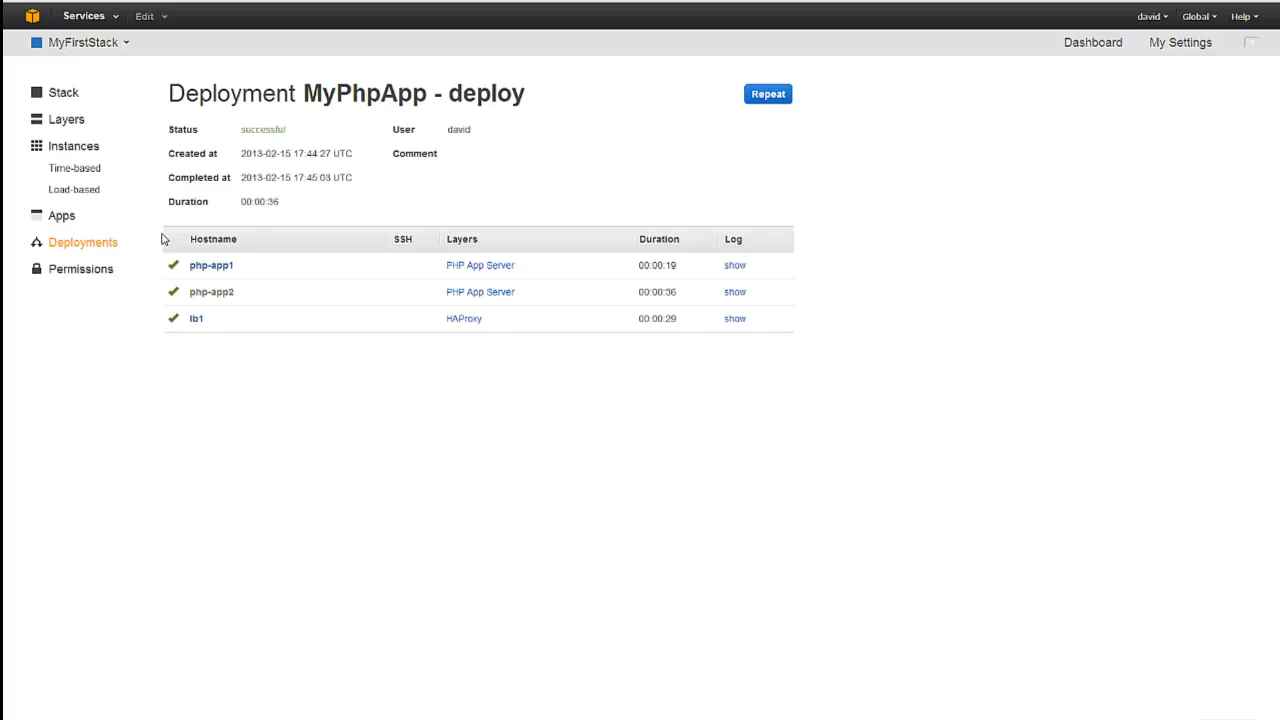 Services Edit david Global Help
MyFirstStack Dashboard My Settings
Stack
Layers
Instances
Time-based
Load-based
Apps
Deployments
Permissions
Deployment MyPhpApp - deploy Repeat
Status successful User david
Created at 2013-02-15 17:44:27 UTC Comment
Completed at 2013-02-15 17:45:03 UTC
Duration 00:00:36
Hostname SSH Layers Duration Log
php-app1 PHP App Server 00:00:19 show
php-app2 PHP App Server 00:00:36 show
lb1 HAProxy 00:00:29 show